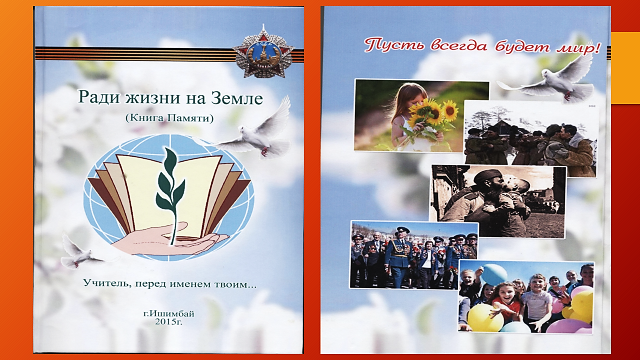 Ради жизни на Земле
(Книга Памяти)
Учитель, перед именем твоим...
г.Ишимбай
2015г.
Пусть всегда будет мир!